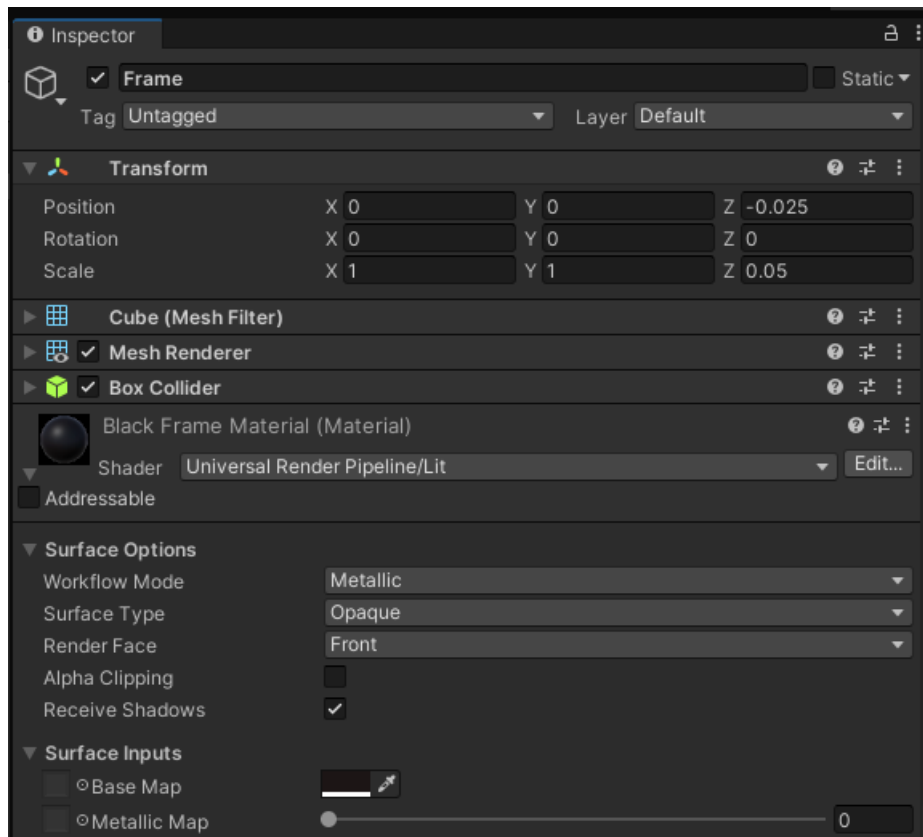 Inspector
Frame Static
Tag Untagged Layer Default
Transform
Position X 0 Y 0 Z -0.025
Rotation X 0 Y 0 Z 0
Scale X 1 Y 1 Z 0.05
Cube (Mesh Filter)
Mesh Renderer
Box Collider
Black Frame Material (Material)
Shader Universal Render Pipeline/Lit Edit...
Addressable
Surface Options
Workflow Mode Metallic
Surface Type Opaque
Render Face Front
Alpha Clipping
Receive Shadows
Surface Inputs
Base Map
Metallic Map 0